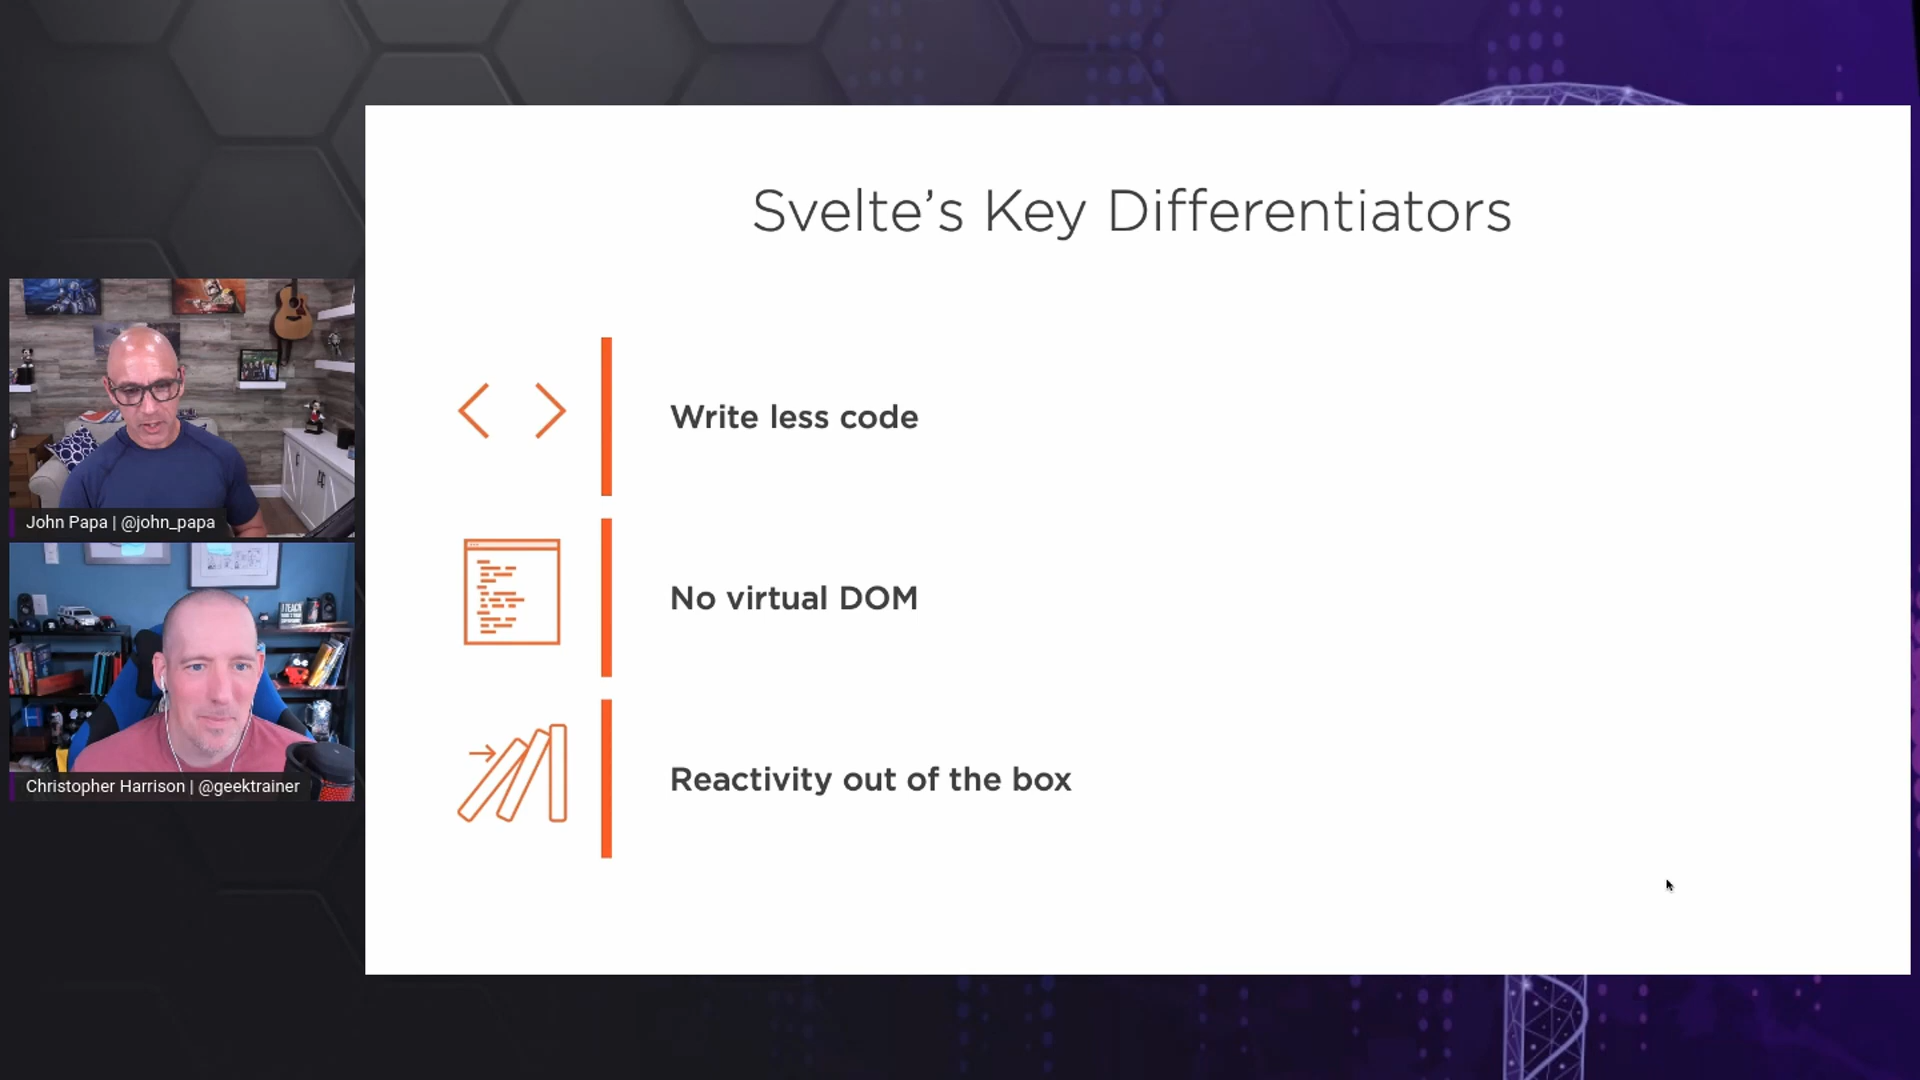 Svelte’s Key Differentiators
Write less code
No virtual DOM
Reactivity out of the box
John Papa | @john_papa
I TEACH
Christopher Harrison | @geektrainer